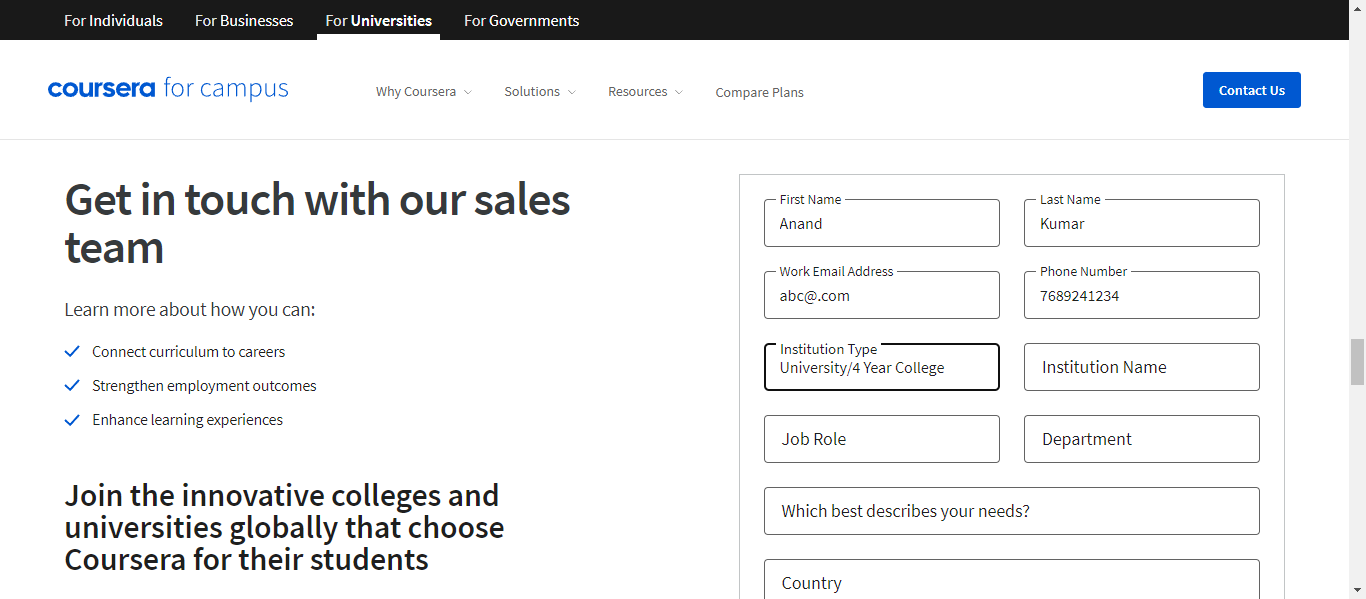 For Individuals For Businesses For Universities For Governments
coursera for campus Why Coursera Solutions Resources Compare Plans Contact Us
Get in touch with our sales
team
Learn more about how you can:
Connect curriculum to careers
Strengthen employment outcomes
Enhance learning experiences
Join the innovative colleges and
universities globally that choose
Coursera for their students
First Name Last Name
Anand Kumar
Work Email Address Phone Number
abc@.com 7689241234
Institution Type
University/4 Year College Institution Name
Job Role Department
Which best describes your needs?
Country